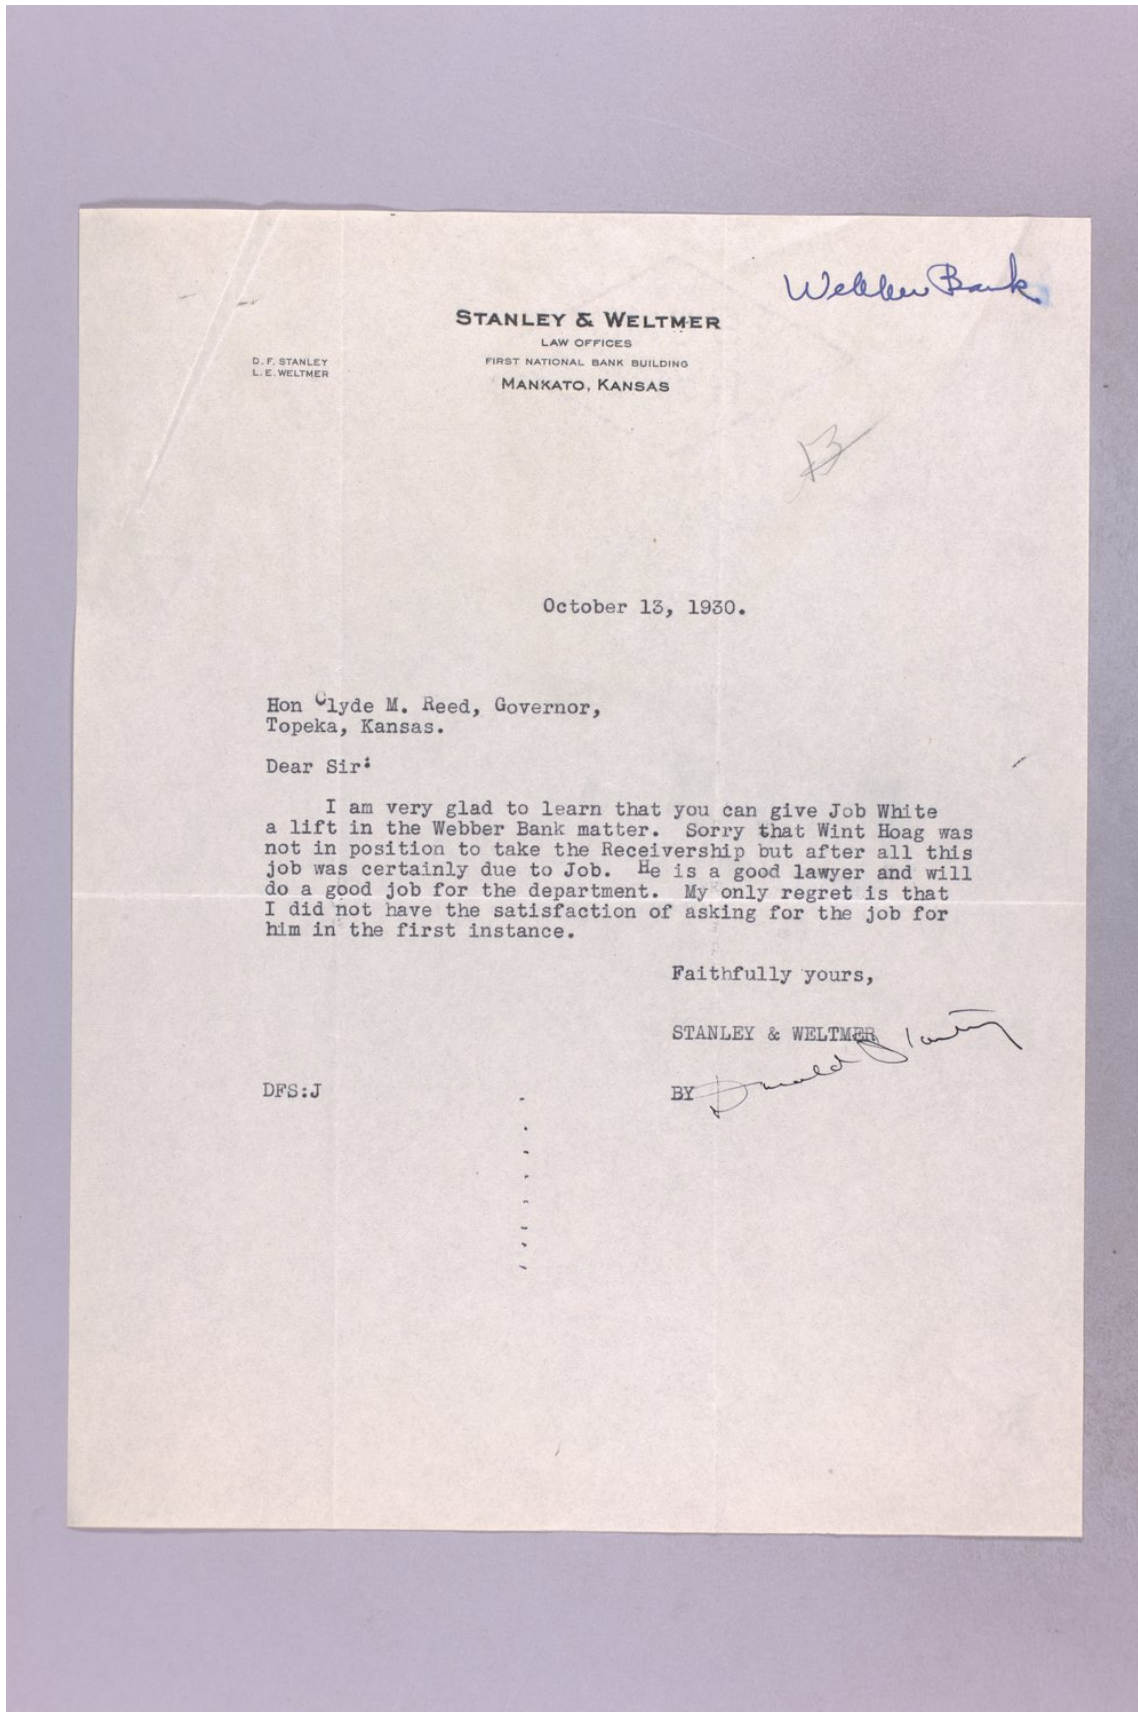 Webber Bank
STANLEY & WELTMER
LAW OFFICES
FIRST NATIONAL BANK BUILDING
MANKATO, KANSAS
D. F. STANLEY
L. E. WELTMER
October 13, 1930.
Hon Clyde M. Reed, Governor,
Topeka, Kansas.
Dear Sir:
I am very glad to learn that you can give Job White
a lift in the Webber Bank matter. Sorry that Wint Hoag was
not in position to take the Receivership but after all this
job was certainly due to Job. He is a good lawyer and will
do a good job for the department. My only regret is that
I did not have the satisfaction of asking for the job for
him in the first instance.
Faithfully yours,
STANLEY & WELTMER
BY Donald Stanley
DFS:J